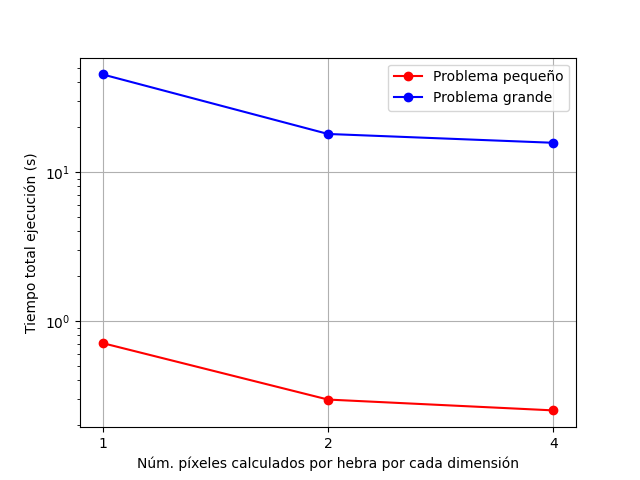 Problema pequeño
Problema grande
Tiempo total ejecución (s)
10¹
10⁰
1 2 4
Núm. píxeles calculados por hebra por cada dimensión